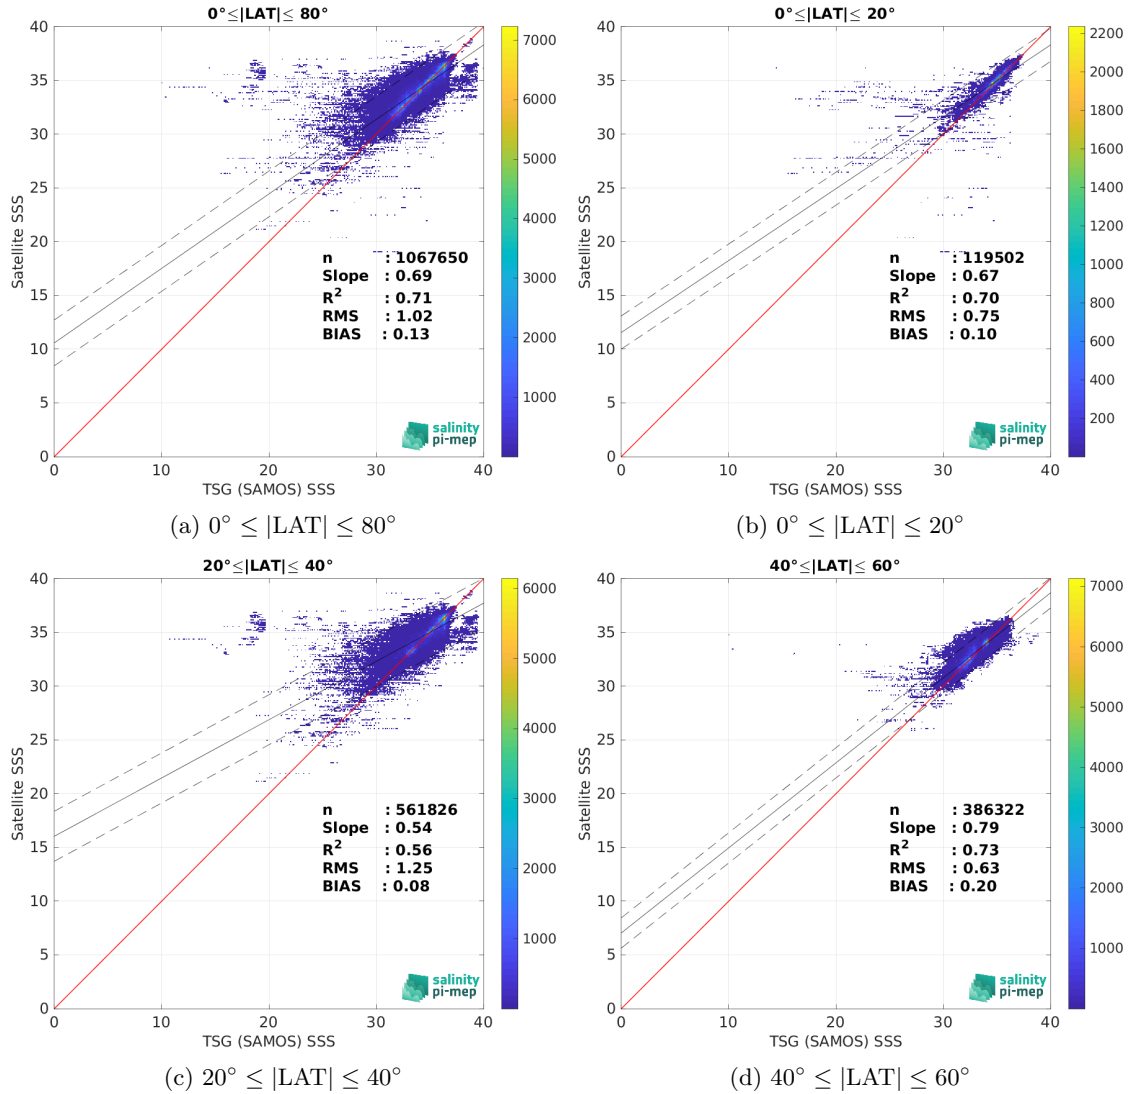 0°≤|LAT|≤ 80°
Satellite SSS
40
35
30
25
20
15
10
5
0
0
10
20
30
40
TSG (SAMOS) SSS
7000
6000
5000
4000
3000
2000
1000
n : 1067650
Slope : 0.69
R² : 0.71
RMS : 1.02
BIAS : 0.13
salinity
pi-mep
(a) 0° ≤ |LAT| ≤ 80°
0°≤|LAT|≤ 20°
Satellite SSS
40
35
30
25
20
15
10
5
0
0
10
20
30
40
TSG (SAMOS) SSS
2200
2000
1800
1600
1400
1200
1000
800
600
400
200
n : 119502
Slope : 0.67
R² : 0.70
RMS : 0.75
BIAS : 0.10
salinity
pi-mep
(b) 0° ≤ |LAT| ≤ 20°
20°≤|LAT|≤ 40°
Satellite SSS
40
35
30
25
20
15
10
5
0
0
10
20
30
40
TSG (SAMOS) SSS
6000
5000
4000
3000
2000
1000
n : 561826
Slope : 0.54
R² : 0.56
RMS : 1.25
BIAS : 0.08
salinity
pi-mep
(c) 20° ≤ |LAT| ≤ 40°
40°≤|LAT|≤ 60°
Satellite SSS
40
35
30
25
20
15
10
5
0
0
10
20
30
40
TSG (SAMOS) SSS
7000
6000
5000
4000
3000
2000
1000
n : 386322
Slope : 0.79
R² : 0.73
RMS : 0.63
BIAS : 0.20
salinity
pi-mep
(d) 40° ≤ |LAT| ≤ 60°